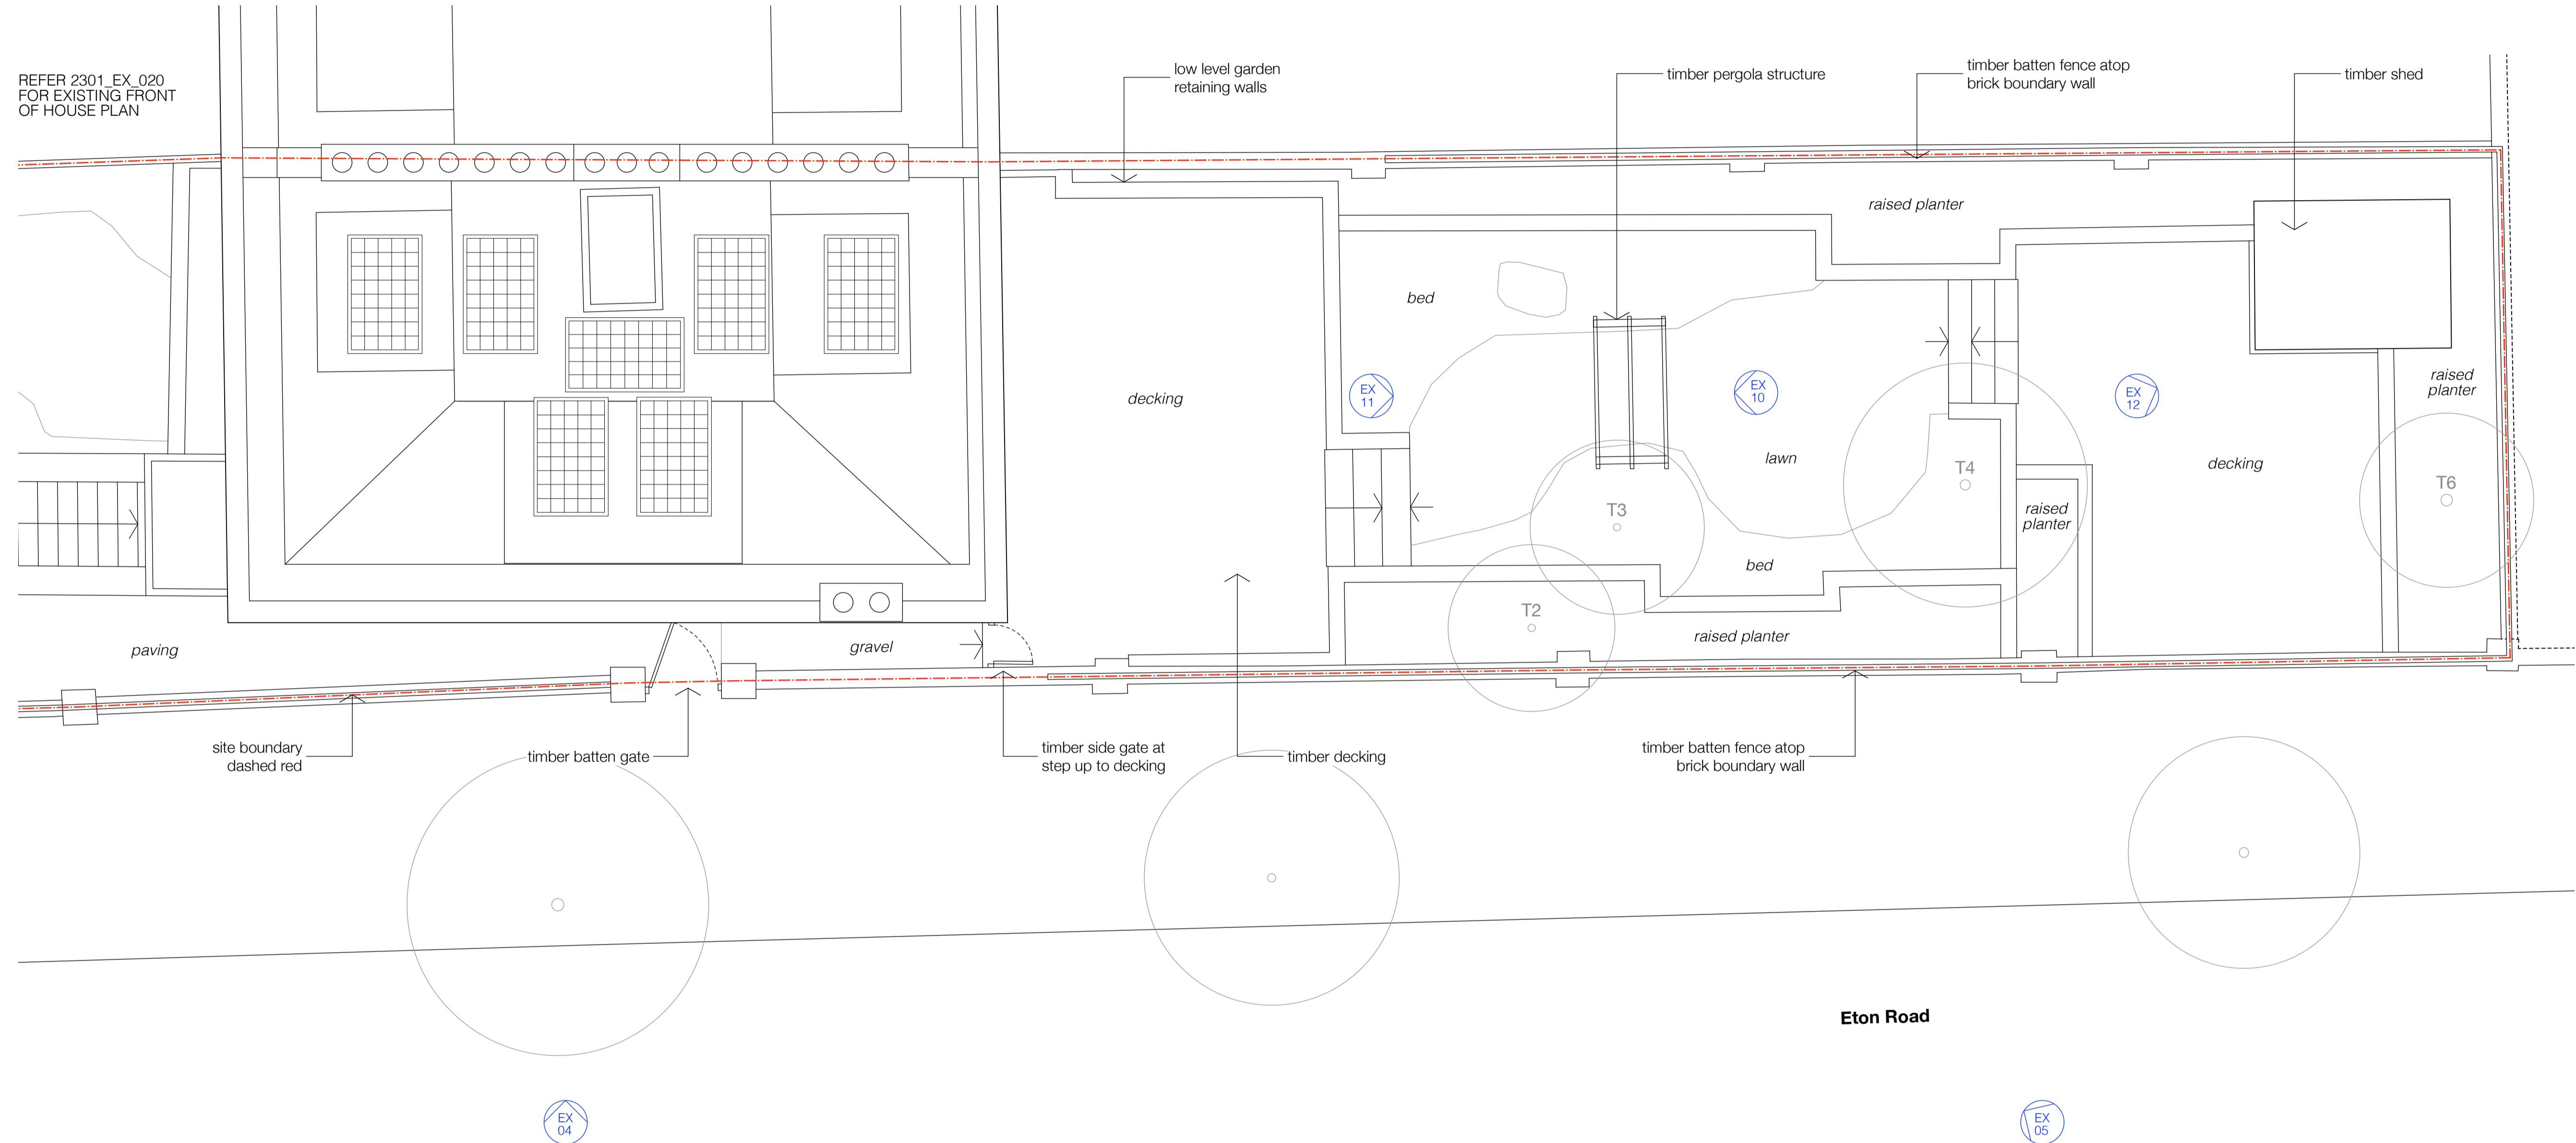 REFER 2301_EX_020
FOR EXISTING FRONT
OF HOUSE PLAN
low level garden
retaining walls
timber pergola structure
timber batten fence atop
brick boundary wall
timber shed
raised planter
bed
decking
EX
11
EX
10
EX
12
raised
planter
lawn
T4
decking
T6
T3
raised
planter
bed
T2
raised planter
paving
gravel
site boundary
dashed red
timber batten gate
timber side gate at
step up to decking
timber decking
timber batten fence atop
brick boundary wall
Eton Road
EX
04
EX
05